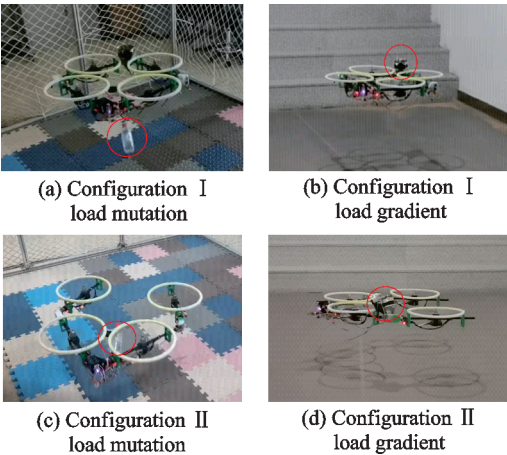 (a) Configuration Ⅰ
load mutation
(b) Configuration Ⅰ
load gradient
(c) Configuration Ⅱ
load mutation
(d) Configuration Ⅱ
load gradient